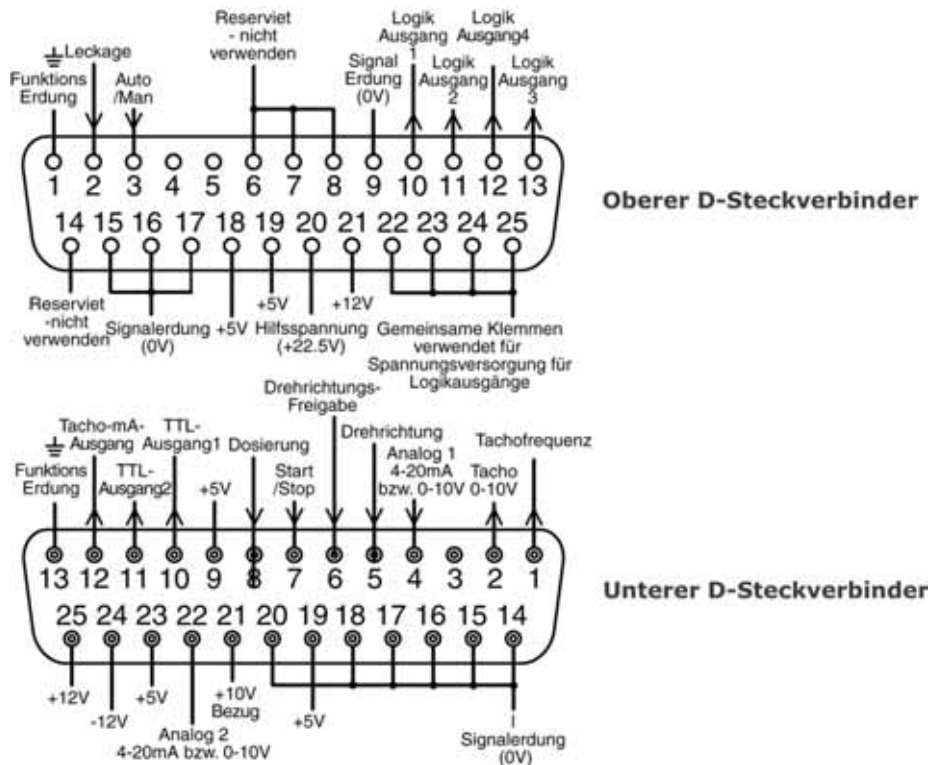 Reserviet
- nicht
verwenden
Logik
Ausgang
1
Logik
Ausgang4
Leckage
Funktions
Erdung
Auto
/Man
Signal
Erdung
(0V)
Logik
Ausgang
2
Logik
Ausgang
3
1 2 3 4 5 6 7 8 9 10 11 12 13
Oberer D-Steckverbinder
14 15 16 17 18 19 20 21 22 23 24 25
Reserviet
-nicht
verwenden
Signalerdung
(0V)
+5V
+5V
Hilfsspannung
(+22.5V)
+12V
Gemeinsame Klemmen
verwendet für
Spannungsversorgung für
Logikausgänge
Drehrichtungs-
Freigabe
Tacho-mA-
Ausgang
TTL-
Ausgang1
Dosierung
Drehrichtung
Tachofrequenz
Funktions
Erdung
TTL-
Ausgang2
+5V
Start
/Stop
Analog 1
4-20mA
bzw. 0-10V
Tacho
0-10V
13 12 11 10 9 8 7 6 5 4 3 2 1
Unterer D-Steckverbinder
25 24 23 22 21 20 19 18 17 16 15 14
+12V
-12V
+5V
Analog 2
4-20mA bzw. 0-10V
+10V
Bezug
+5V
Signalerdung
(0V)